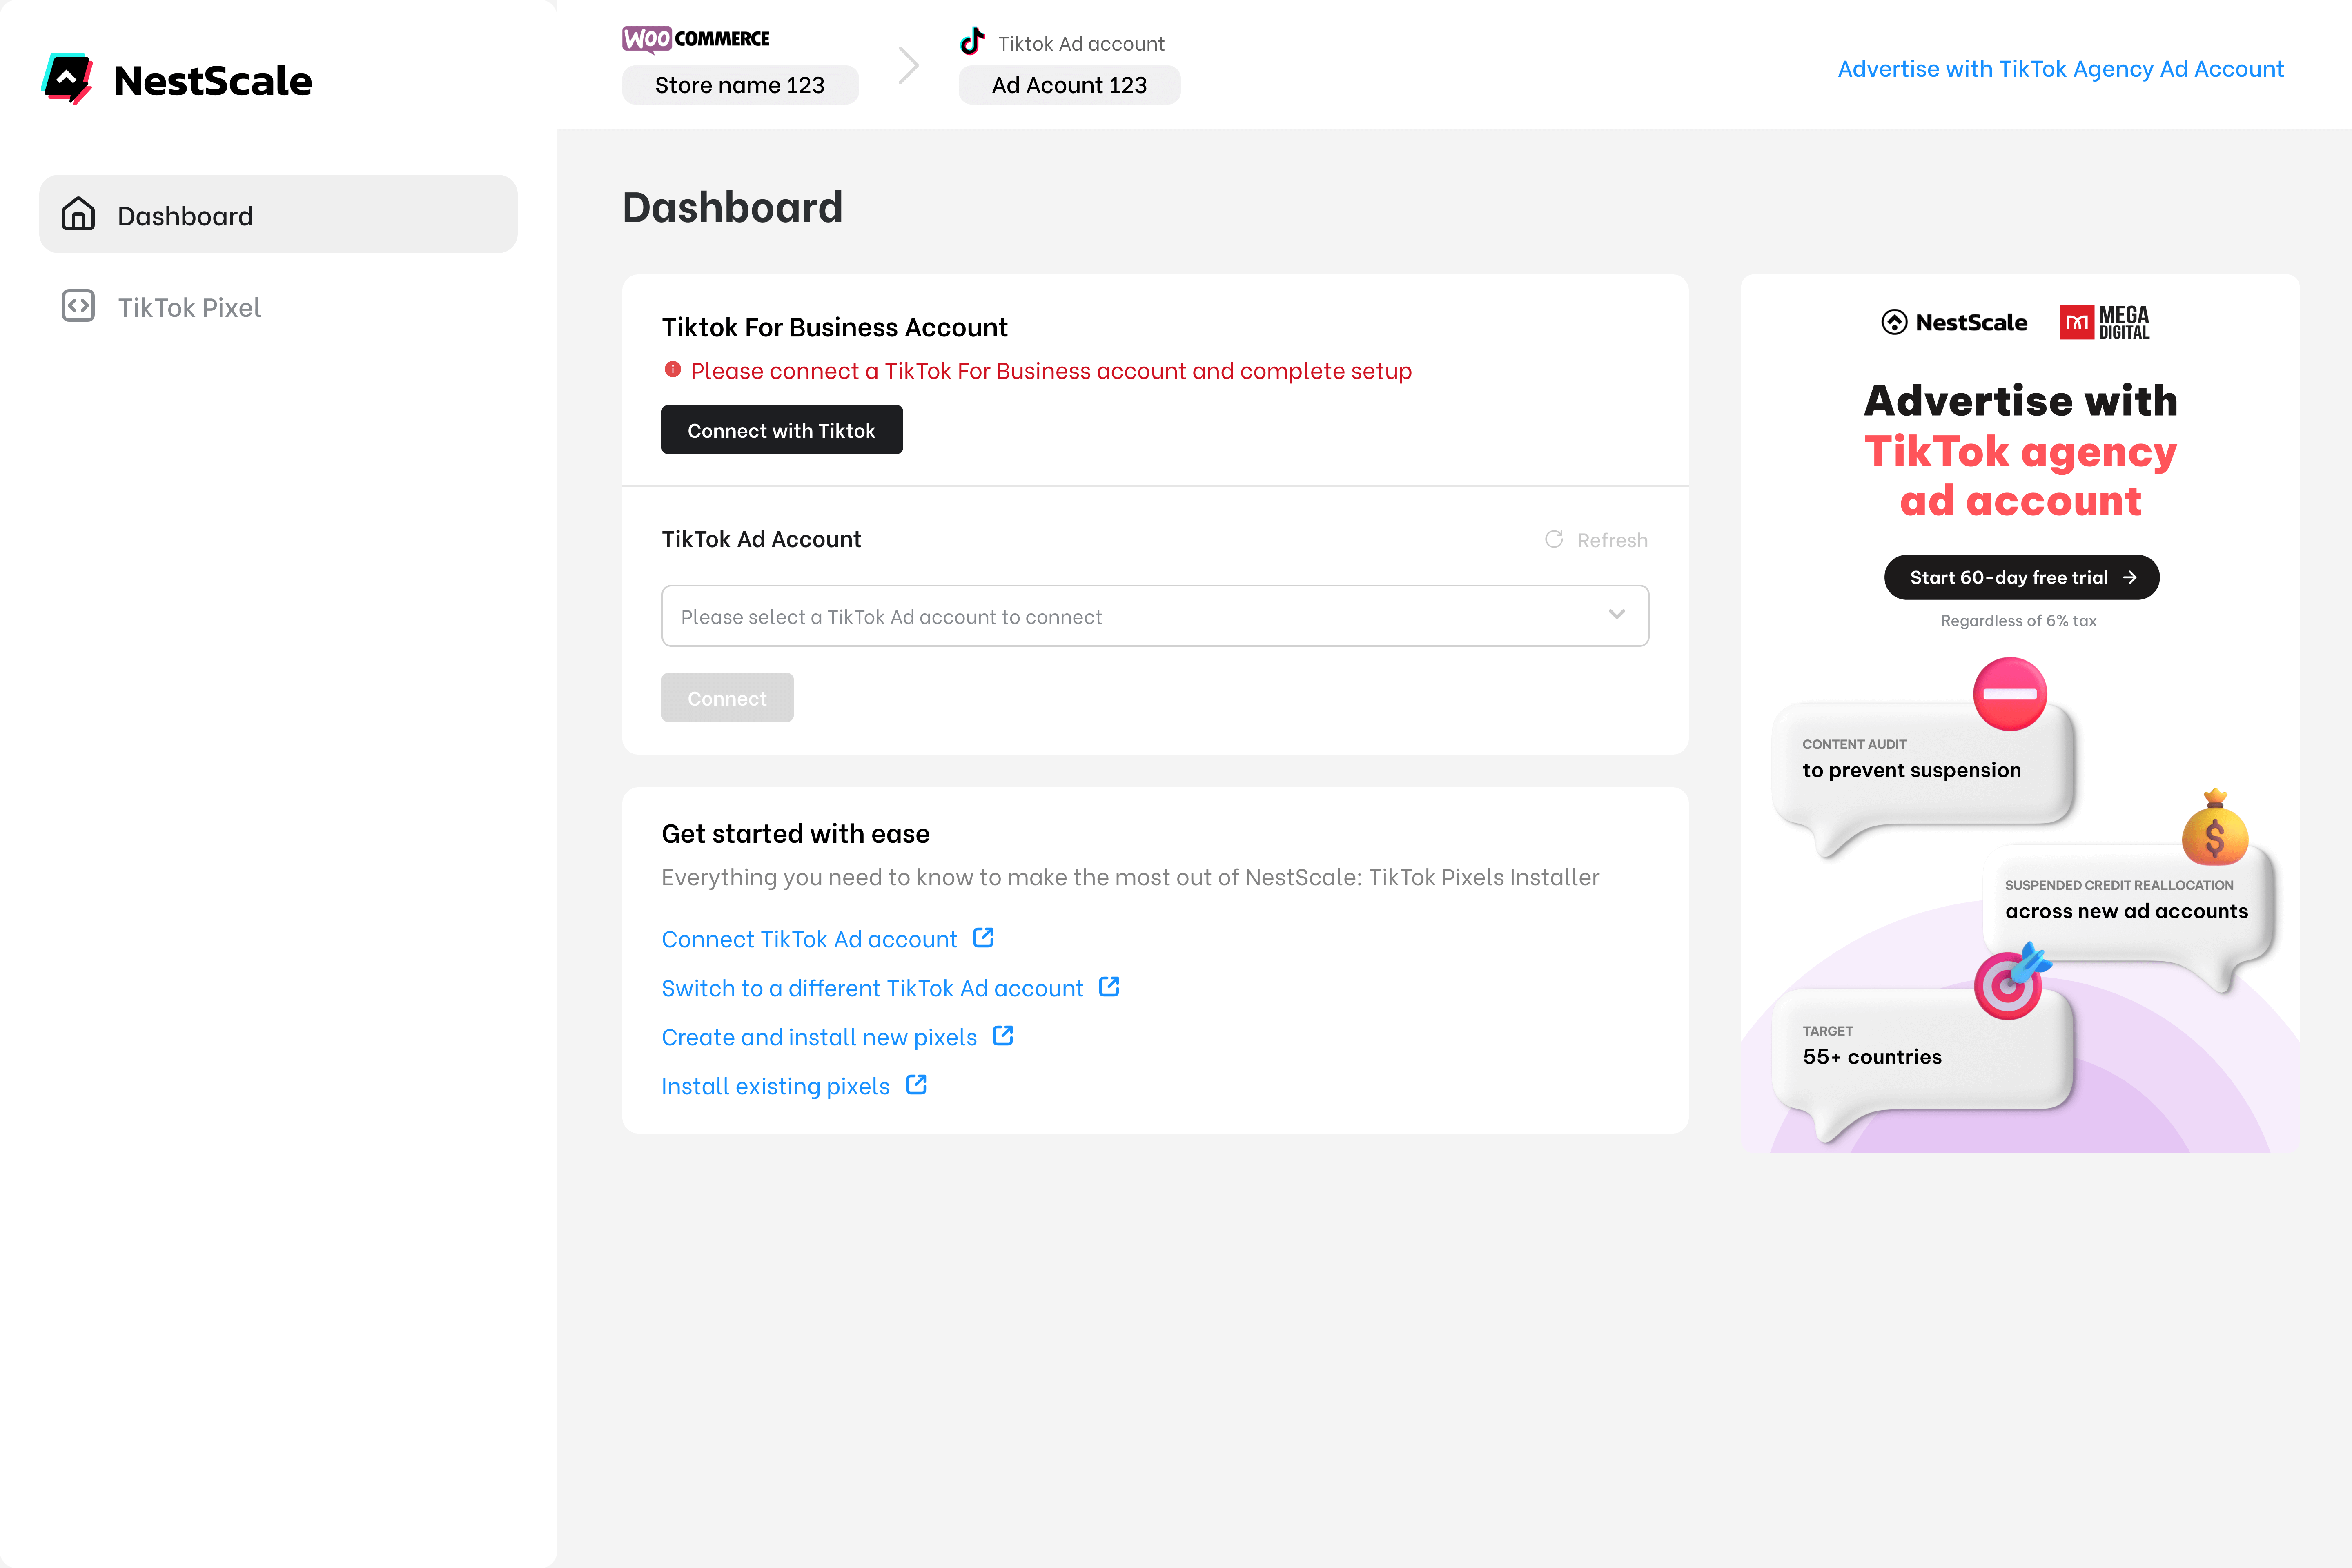 NestScale
Dashboard
TikTok Pixel
WOO COMMERCE
Store name 123
Tiktok Ad account
Ad Acount 123
Advertise with TikTok Agency Ad Account
Dashboard
Tiktok For Business Account
Please connect a TikTok For Business account and complete setup
Connect with Tiktok
TikTok Ad Account
Refresh
Please select a TikTok Ad account to connect
Connect
Get started with ease
Everything you need to know to make the most out of NestScale: TikTok Pixels Installer
Connect TikTok Ad account
Switch to a different TikTok Ad account
Create and install new pixels
Install existing pixels
NestScale
MEGA
DIGITAL
Advertise with
TikTok agency
ad account
Start 60-day free trial
Regardless of 6% tax
CONTENT AUDIT
to prevent suspension
$
SUSPENDED CREDIT REALLOCATION
across new ad accounts
TARGET
55+ countries